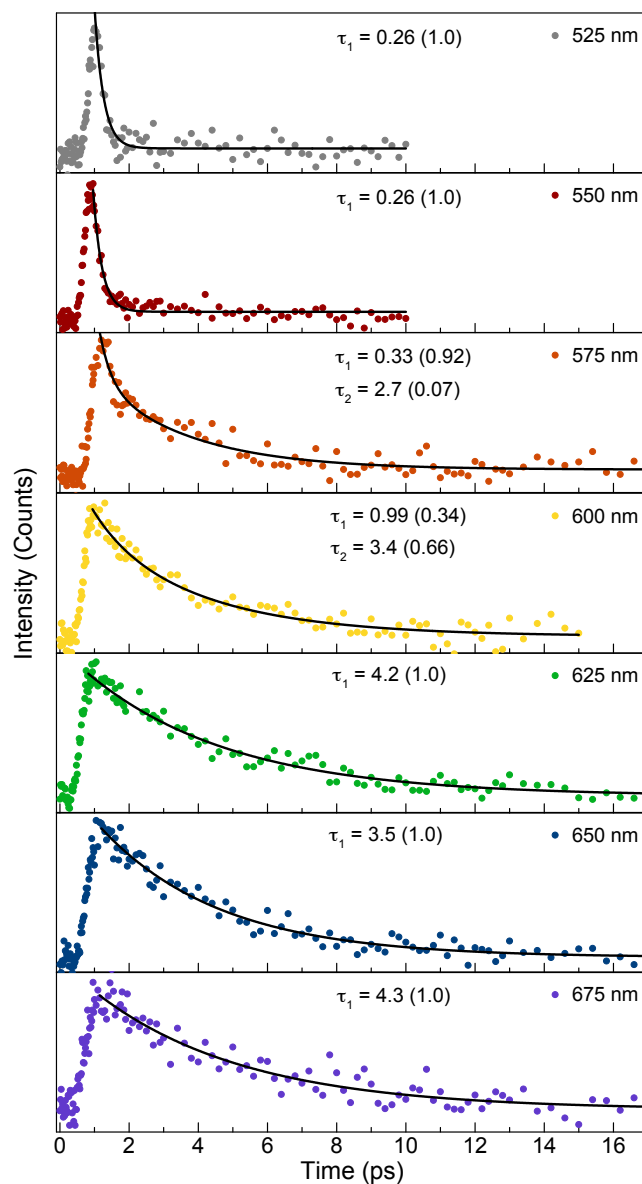 τ1 = 0.26 (1.0) 525 nm
τ1 = 0.26 (1.0) 550 nm
τ1 = 0.33 (0.92) 575 nm
τ2 = 2.7 (0.07)
τ1 = 0.99 (0.34) 600 nm
τ2 = 3.4 (0.66)
τ1 = 4.2 (1.0) 625 nm
τ1 = 3.5 (1.0) 650 nm
τ1 = 4.3 (1.0) 675 nm
Intensity (Counts)
0 2 4 6 8 10 12 14 16
Time (ps)